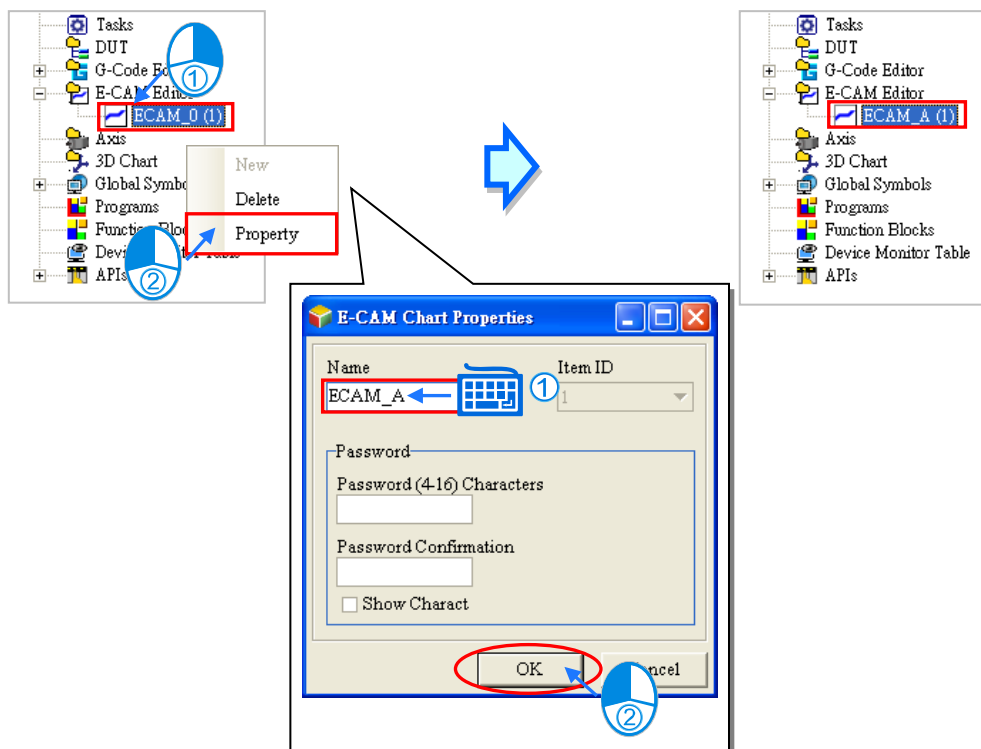 Tasks
DUT
G-Code Ed
E-CAM Editor
ECAM_0 (1)
Axis
3D Chart
Global Symbo
Programs
Function Bloc
APIs
①
②
New
Delete
Property
E-CAM Chart Properties
Name
Item ID
ECAM_A
①
1
Password
Password (4-16) Characters
Password Confirmation
Show Charact
OK
ncel
②
Tasks
DUT
G-Code Editor
E-CAM Editor
ECAM_A (1)
Axis
3D Chart
Global Symbols
Programs
Function Blocks
Device Monitor Table
APIs